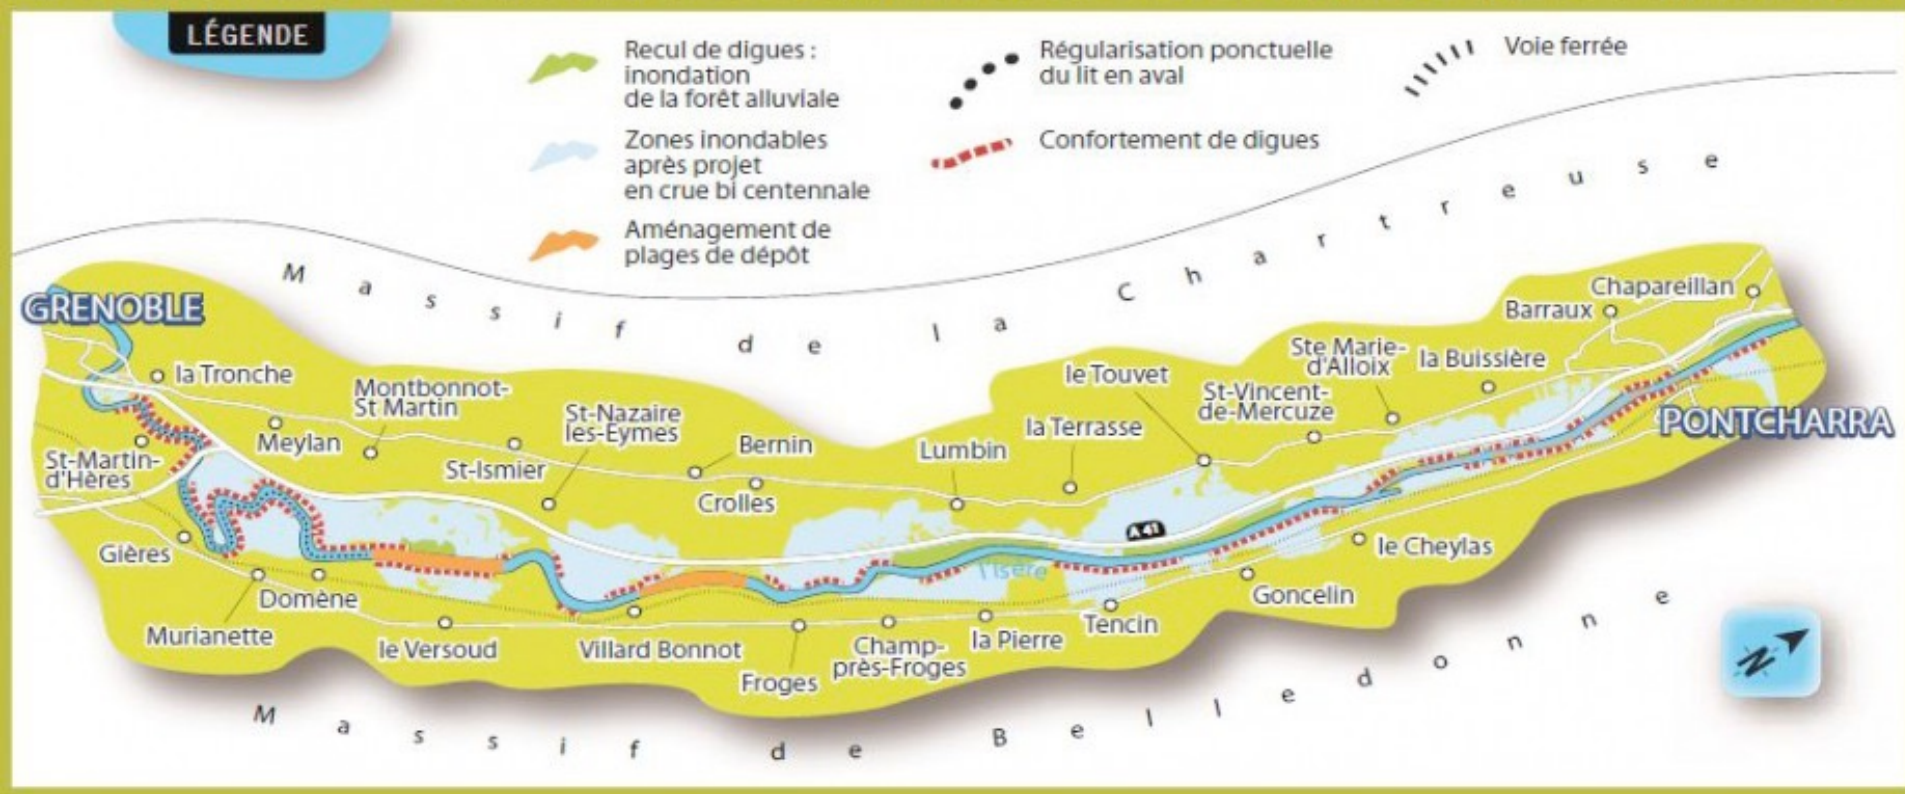 LÉGENDE
Recul de digues :
inondation
de la forêt alluviale
Zones inondables
après projet
en crue bi centennale
Aménagement de
plages de dépôt
Régularisation ponctuelle
du lit en aval
Confortement de digues
Voie ferrée
Massif de la Chartreuse
GRENOBLE
la Tronche
Meylan
Montbonnot-
St Martin
St-Ismier
St-Nazaire
les-Eymes
Bernin
Crolles
Lumbin
la Terrasse
le Touvet
St-Vincent-
de-Mercuze
Ste Marie-
d'Alloix
la Buissière
Barraux
Chapareillan
PONTCHARRA
St-Martin-
d'Hères
Gières
Murianette
Domène
le Versoud
Villard Bonnot
Froges
Champ-
près-Froges
la Pierre
Tencin
Goncelin
le Cheylas
A 41
l'Isère
Massif de Belledonne
N